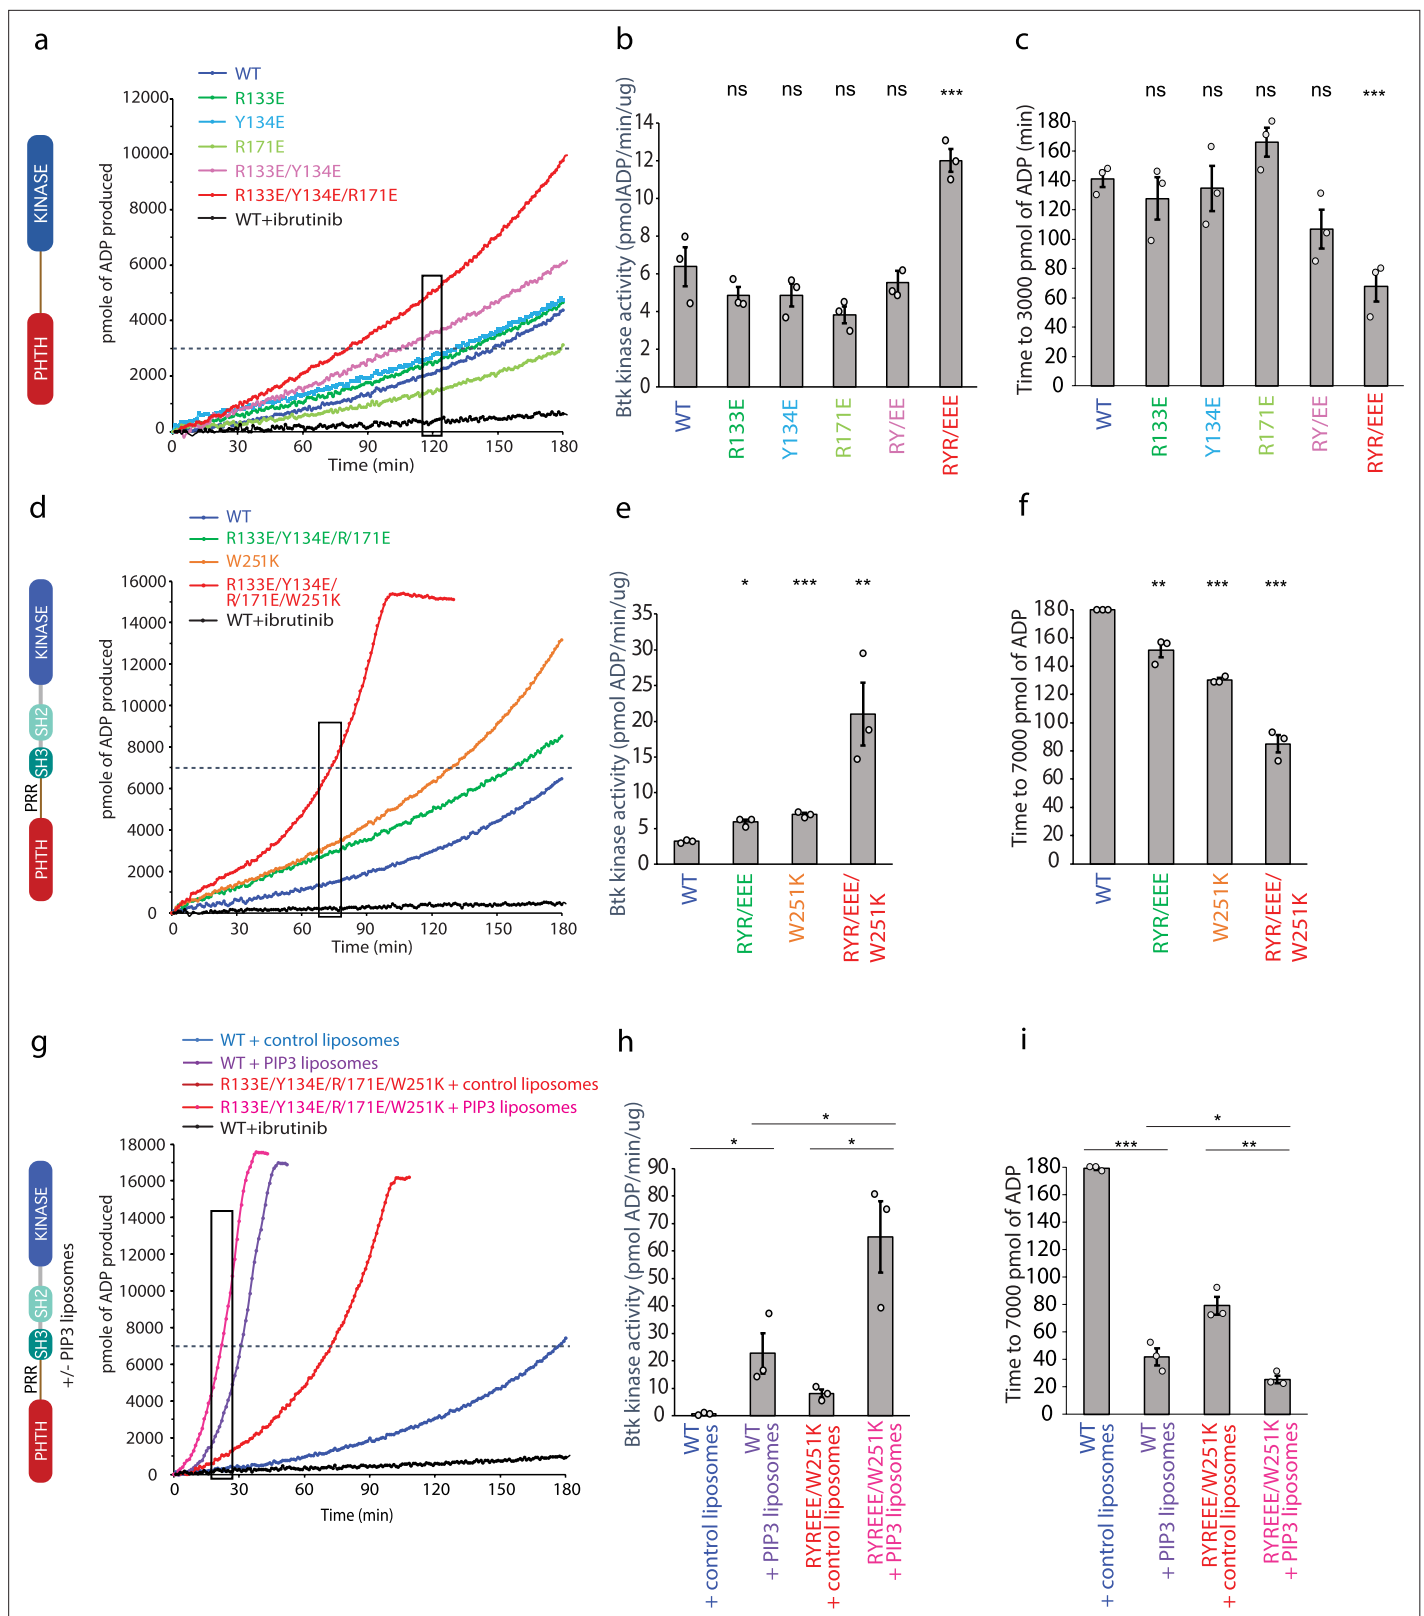 a
WT
R133E
Y134E
R171E
R133E/Y134E
R133E/Y134E/R171E
WT+ibrutinib
KINASE
PHTH
pmole of ADP produced
12000
10000
8000
6000
4000
2000
0
0 30 60 90 120 150 180
Time (min)
b
ns ns ns ns ***
Btk kinase activity (pmolADP/min/ug)
14
12
10
8
6
4
2
0
WT
R133E
Y134E
R171E
RY/EE
RYR/EEE
c
ns ns ns ns ***
Time to 3000 pmol of ADP (min)
180
160
140
120
100
80
60
40
20
0
WT
R133E
Y134E
R171E
RY/EE
RYR/EEE
d
WT
R133E/Y134E/R/171E
W251K
R133E/Y134E/
R/171E/W251K
WT+ibrutinib
KINASE
SH2
SH3
PRR
PHTH
pmole of ADP produced
16000
14000
12000
10000
8000
6000
4000
2000
0
0 30 60 90 120 150 180
Time (min)
e
* *** **
Btk kinase activity (pmol ADP/min/ug)
35
30
25
20
15
10
5
0
WT
RYR/EEE
W251K
RYR/EEE/
W251K
f
** *** ***
Time to 7000 pmol of ADP
180
160
140
120
100
80
60
40
20
0
WT
RYR/EEE
W251K
RYR/EEE/
W251K
g
WT + control liposomes
WT + PIP3 liposomes
R133E/Y134E/R/171E/W251K + control liposomes
R133E/Y134E/R/171E/W251K + PIP3 liposomes
WT+ibrutinib
KINASE
SH2
SH3
PRR
PHTH
+/- PIP3 liposomes
pmole of ADP produced
18000
16000
14000
12000
10000
8000
6000
4000
2000
0
0 30 60 90 120 150 180
Time (min)
h
*
* *
Btk kinase activity (pmol ADP/min/ug)
90
80
70
60
50
40
30
20
10
0
WT
+ control liposomes
WT
+ PIP3 liposomes
RYREEE/W251K
+ control liposomes
RYREEE/W251K
+ PIP3 liposomes
i
*
*** **
Time to 7000 pmol of ADP
180
160
140
120
100
80
60
40
20
0
WT
+ control liposomes
WT
+ PIP3 liposomes
RYREEE/W251K
+ control liposomes
RYREEE/W251K
+ PIP3 liposomes